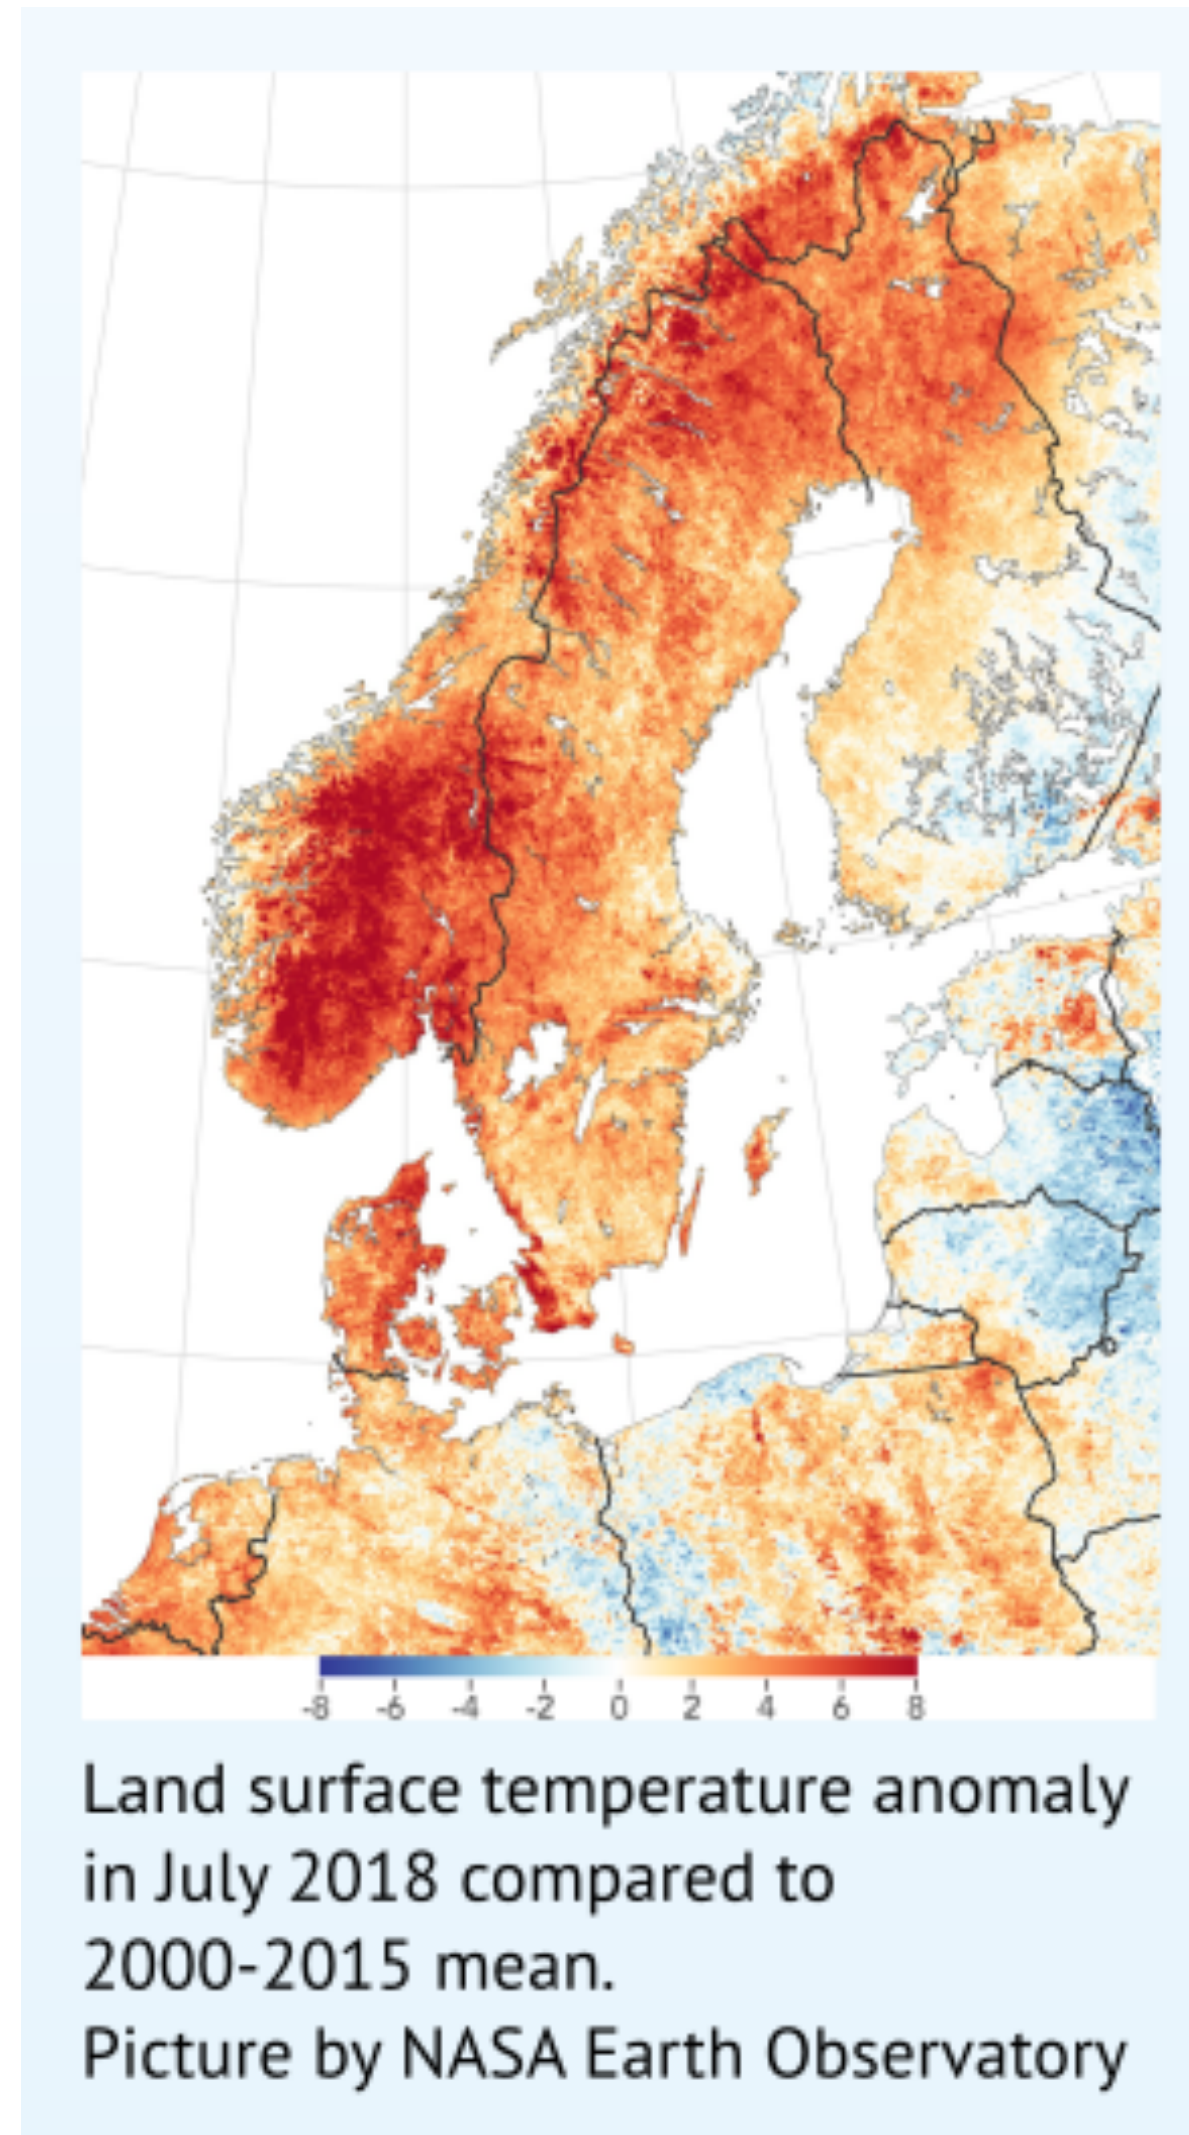 -8 -6 -4 -2 0 2 4 6 8
Land surface temperature anomaly
in July 2018 compared to
2000-2015 mean.
Picture by NASA Earth Observatory